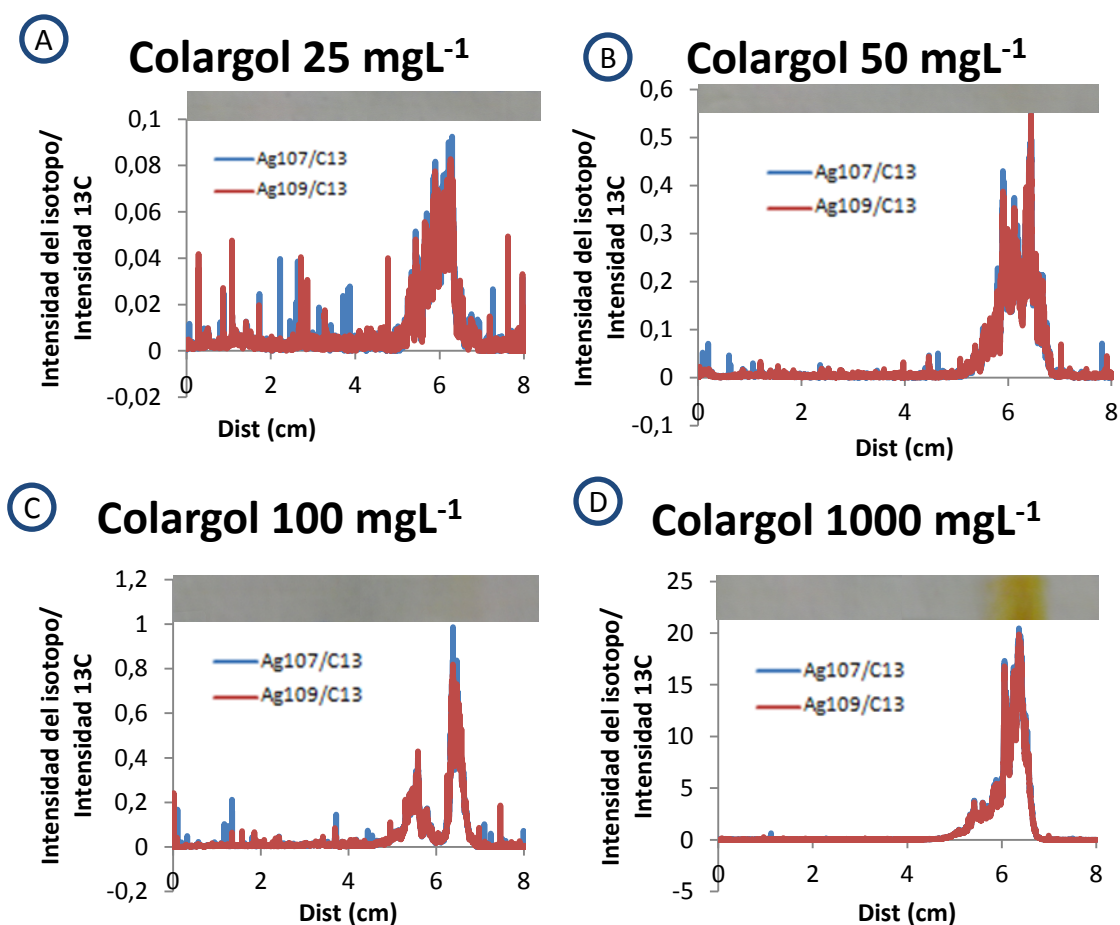 A
Colargol 25 mgL-1
Intensidad del isotopo/
Intensidad 13C
0,1
0,08
0,06
0,04
0,02
0
-0,02
Ag107/C13
Ag109/C13
0 2 4 6 8
Dist (cm)
B
Colargol 50 mgL-1
Intensidad del isotopo/
Intensidad 13C
0,6
0,5
0,4
0,3
0,2
0,1
0
-0,1
Ag107/C13
Ag109/C13
0 2 4 6 8
Dist (cm)
C
Colargol 100 mgL-1
Intensidad del isotopo/
Intensidad 13C
1,2
1
0,8
0,6
0,4
0,2
0
-0,2
Ag107/C13
Ag109/C13
0 2 4 6 8
Dist (cm)
D
Colargol 1000 mgL-1
Intensidad del isotopo/
Intensidad 13C
25
20
15
10
5
0
-5
Ag107/C13
Ag109/C13
0 2 4 6 8
Dist (cm)